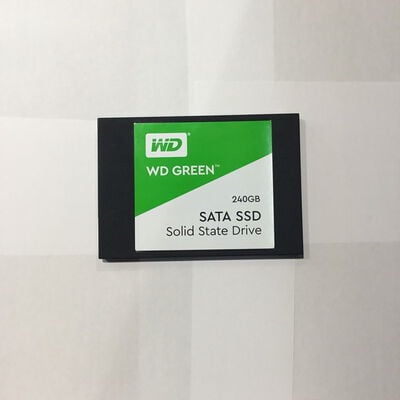 WD
WD GREEN™
240GB
SATA SSD
Solid State Drive